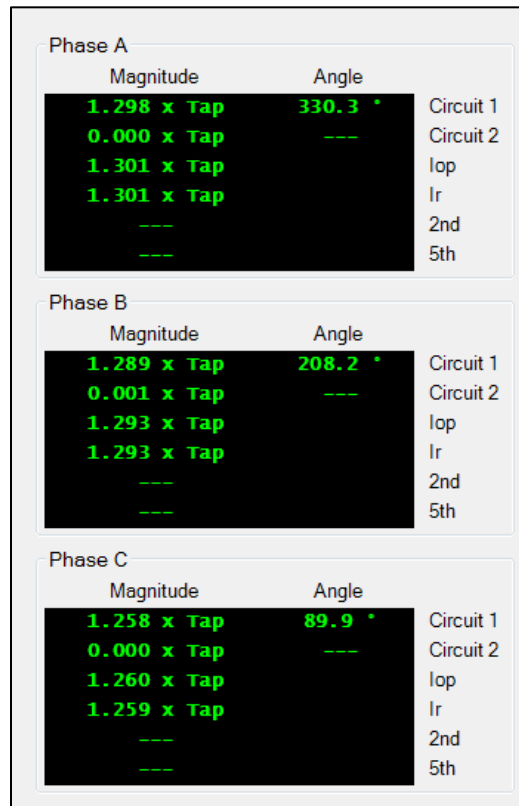 Phase A
Magnitude Angle
1.298 x Tap 330.3 ° Circuit 1
0.000 x Tap --- Circuit 2
1.301 x Tap Iop
1.301 x Tap Ir
--- 2nd
--- 5th
Phase B
Magnitude Angle
1.289 x Tap 208.2 ° Circuit 1
0.001 x Tap --- Circuit 2
1.293 x Tap Iop
1.293 x Tap Ir
--- 2nd
--- 5th
Phase C
Magnitude Angle
1.258 x Tap 89.9 ° Circuit 1
0.000 x Tap --- Circuit 2
1.260 x Tap Iop
1.259 x Tap Ir
--- 2nd
--- 5th